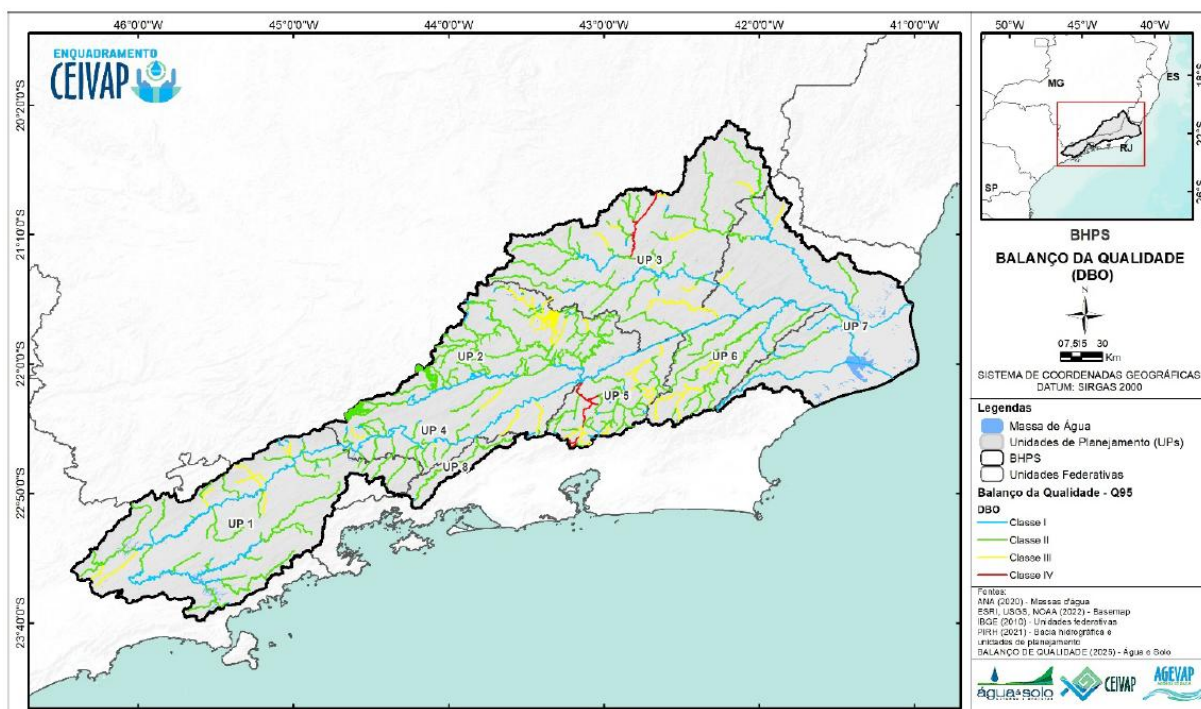 46°0'0"W 45°0'0"W 44°0'0"W 43°0'0"W 42°0'0"W 41°0'0"W
50°W 45°W 40°W
ENQUADRAMENTO
CEIVAP
20°20'0"S
21°10'0"S
22°0'0"S
22°50'0"S
23°40'0"S
UP 3
UP 7
UP 2
UP 6
UP 5
UP 4
UP 8
UP 1
MG
ES
RJ
SP
18°S
22°S
26°S
BHPS
BALANÇO DA QUALIDADE
(DBO)
N
07,515 30
Km
SISTEMA DE COORDENADAS GEOGRÁFICAS
DATUM: SIRGAS 2000
Legendas
Massa de Água
Unidades de Planejamento (UPs)
BHPS
Unidades Federativas
Balanço da Qualidade - Q95
DBO
Classe I
Classe II
Classe III
Classe IV
Fontes:
ANA (2020) - Massas d'água
ESRI, USGS, NOAA (2022) - Basemap
IBGE (2010) - Unidades federativas
PIRH (2021) - Bacia hidrográfica e
unidades de planejamento
BALANÇO DE QUALIDADE (2025) - Água e Solo
água&solo
CEIVAP
AGEVAP